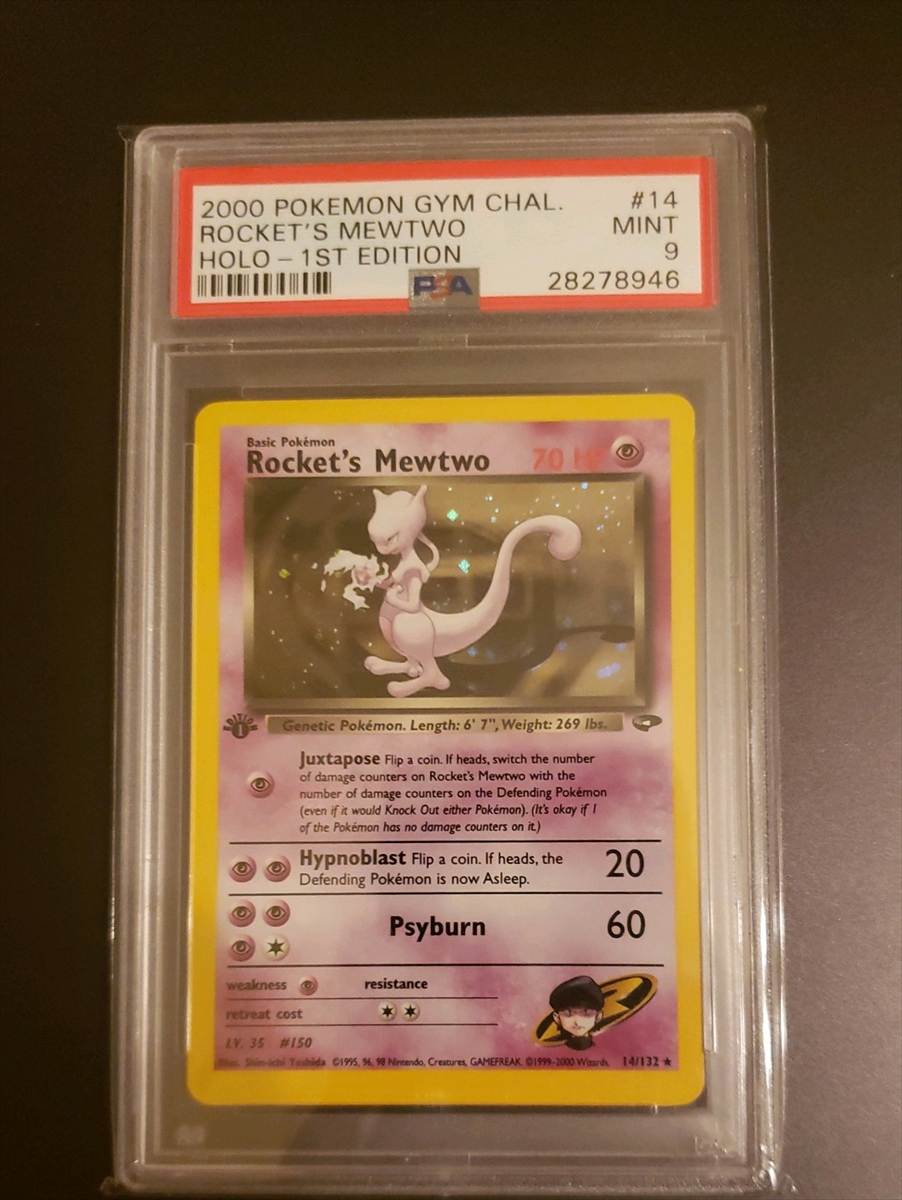 2000 POKEMON GYM CHAL. #14
ROCKET'S MEWTWO MINT
HOLO - 1ST EDITION 9
PSA 28278946
Basic Pokémon
Rocket's Mewtwo 70 HP
EDITION
1
Genetic Pokémon. Length: 6' 7", Weight: 269 lbs.
Juxtapose Flip a coin. If heads, switch the number
of damage counters on Rocket's Mewtwo with the
number of damage counters on the Defending Pokémon
(even if it would Knock Out either Pokémon). (It's okay if 1
of the Pokémon has no damage counters on it.)
Hypnoblast Flip a coin. If heads, the 20
Defending Pokémon is now Asleep.
Psyburn 60
weakness resistance
retreat cost
LV. 35 #150
Illus. Shin-ichi Yoshida ©1995, 96, 98 Nintendo, Creatures, GAMEFREAK. ©1999-2000 Wizards. 14/132 ★